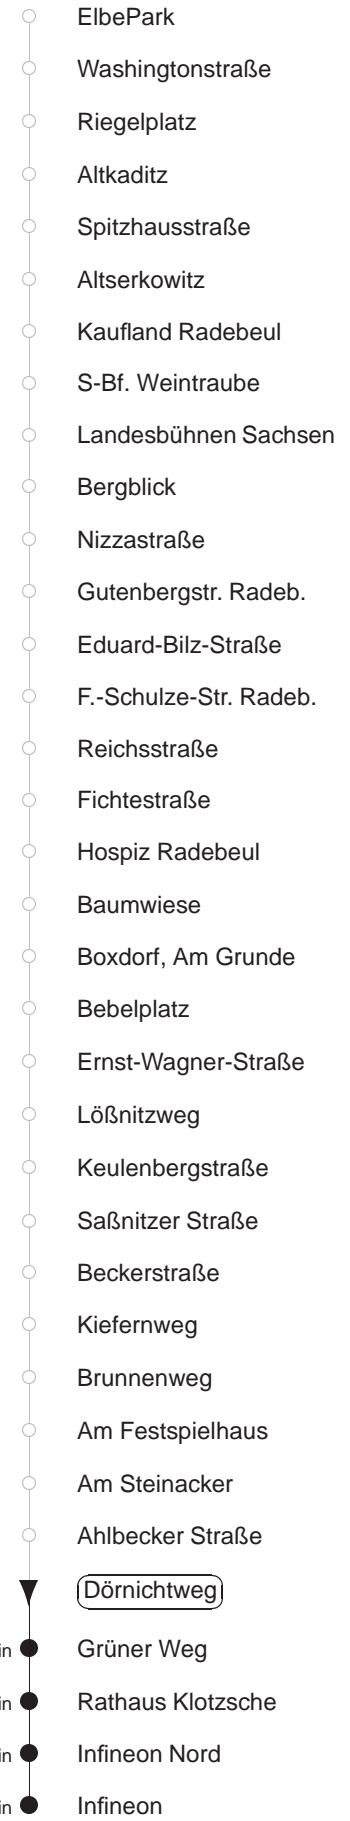 ElbePark
Washingtonstraße
Riegelplatz
Altkaditz
Spitzhausstraße
Altserkowitz
Kaufland Radebeul
S-Bf. Weintraube
Landesbühnen Sachsen
Bergblick
Nizzastraße
Gutenbergstr. Radeb.
Eduard-Bilz-Straße
F.-Schulze-Str. Radeb.
Reichsstraße
Fichtestraße
Hospiz Radebeul
Baumwiese
Boxdorf, Am Grunde
Bebelplatz
Ernst-Wagner-Straße
Lößnitzweg
Keulenbergstraße
Saßnitzer Straße
Beckerstraße
Kiefernweg
Brunnenweg
Am Festspielhaus
Am Steinacker
Ahlbecker Straße
Dörnichtweg
Grüner Weg
Rathaus Klotzsche
Infineon Nord
Infineon